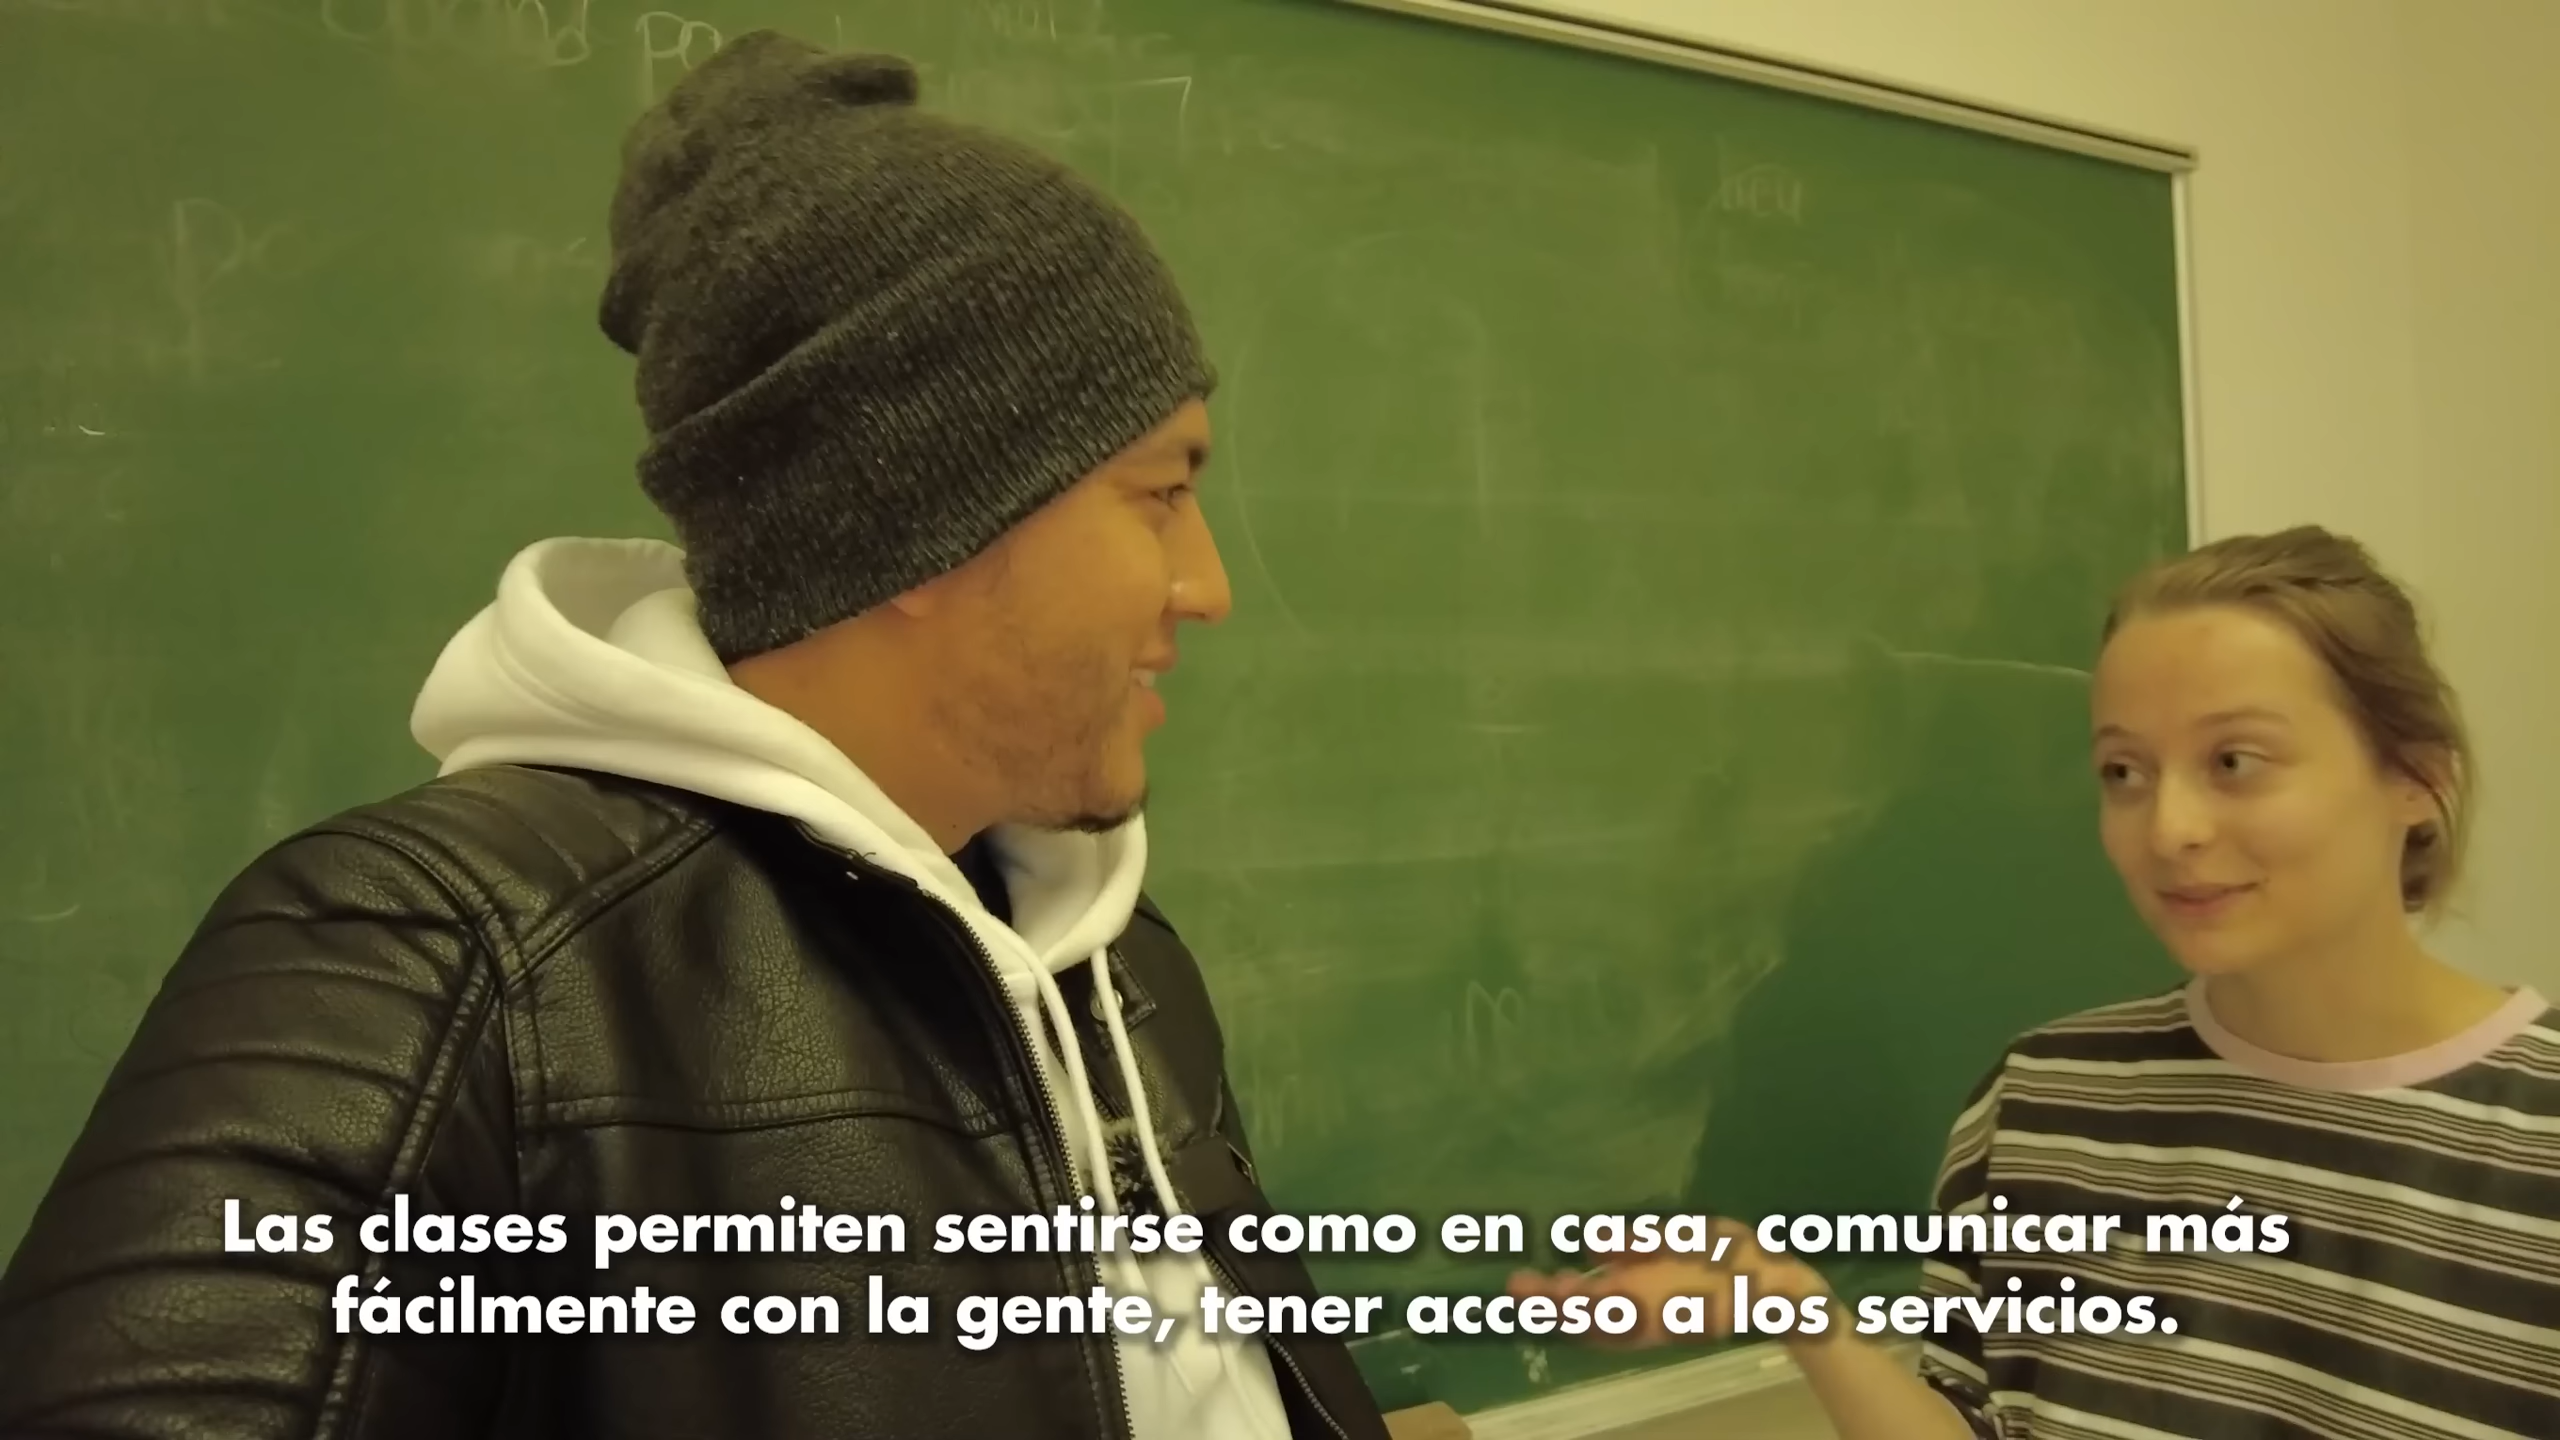 Las clases permiten sentirse como en casa, comunicar más
fácilmente con la gente, tener acceso a los servicios.